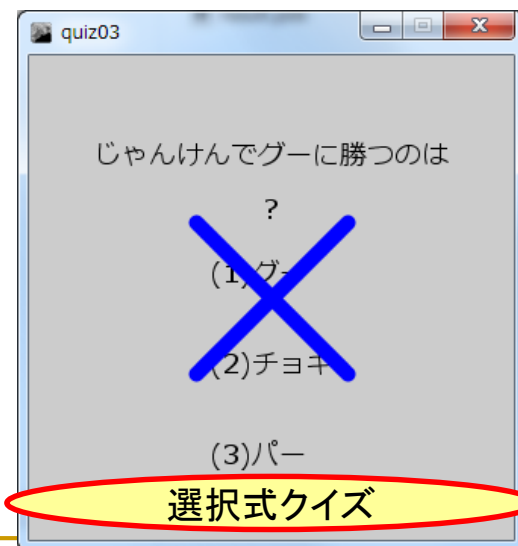 quiz03
じゃんけんでグーに勝つのは
?
(1)グー
(2)チョキ
(3)パー
選択式クイズ